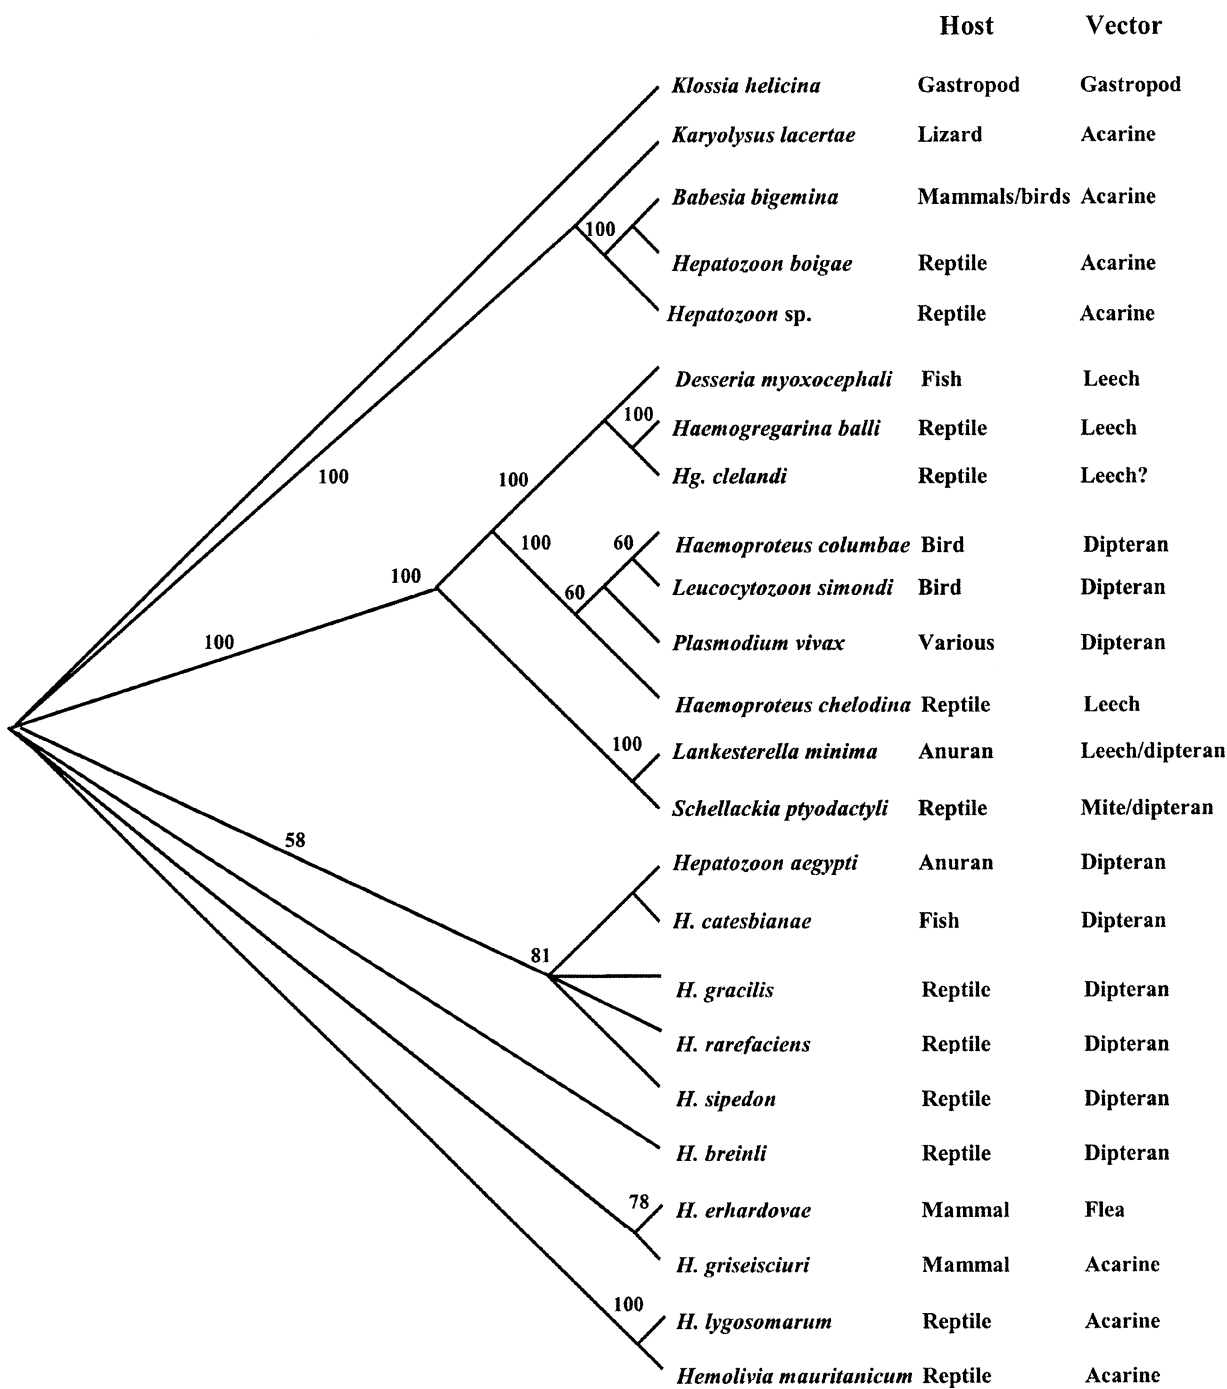 Host Vector
Klossia helicina Gastropod Gastropod
Karyolysus lacertae Lizard Acarine
Babesia bigemina Mammals/birds Acarine
100
Hepatozoon boigae Reptile Acarine
Hepatozoon sp. Reptile Acarine
Desseria myoxocephali Fish Leech
100
Haemogregarina balli Reptile Leech
100
100
Hg. clelandi Reptile Leech?
60
100
Haemoproteus columbae Bird Dipteran
100
60
Leucocytozoon simondi Bird Dipteran
100
Plasmodium vivax Various Dipteran
Haemoproteus chelodina Reptile Leech
100
Lankesterella minima Anuran Leech/dipteran
Schellackia ptyodactyli Reptile Mite/dipteran
58
Hepatozoon aegypti Anuran Dipteran
H. catesbianae Fish Dipteran
81
H. gracilis Reptile Dipteran
H. rarefaciens Reptile Dipteran
H. sipedon Reptile Dipteran
H. breinli Reptile Dipteran
78
H. erhardovae Mammal Flea
H. griseisciuri Mammal Acarine
100
H. lygosomarum Reptile Acarine
Hemolivia mauritanicum Reptile Acarine